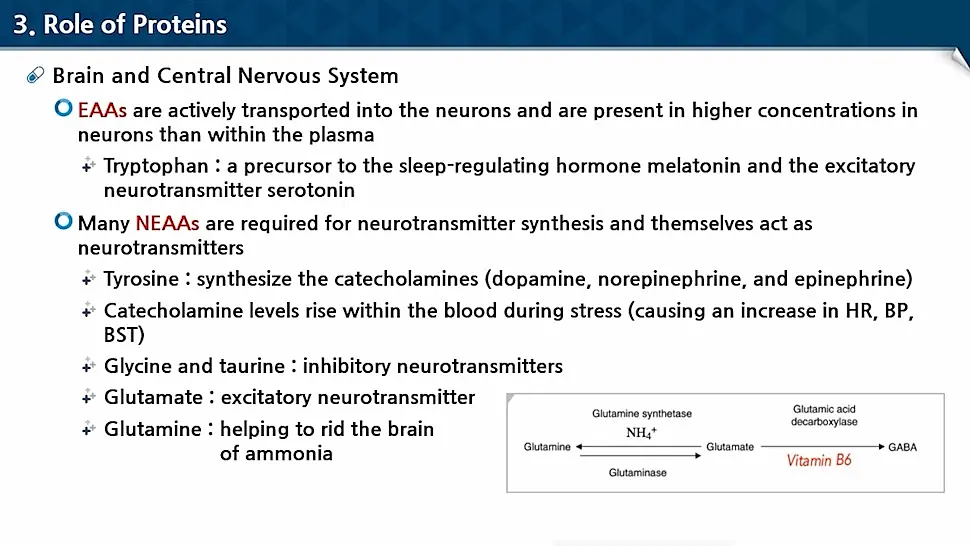 3. Role of Proteins
Brain and Central Nervous System
EAAs are actively transported into the neurons and are present in higher concentrations in
neurons than within the plasma
Tryptophan : a precursor to the sleep-regulating hormone melatonin and the excitatory
neurotransmitter serotonin
Many NEAAs are required for neurotransmitter synthesis and themselves act as
neurotransmitters
Tyrosine : synthesize the catecholamines (dopamine, norepinephrine, and epinephrine)
Catecholamine levels rise within the blood during stress (causing an increase in HR, BP,
BST)
Glycine and taurine : inhibitory neurotransmitters
Glutamate : excitatory neurotransmitter
Glutamine : helping to rid the brain
of ammonia
Glutamine synthetase
NH₄⁺
Glutamine
Glutaminase
Glutamate
Glutamic acid
decarboxylase
Vitamin B6
GABA